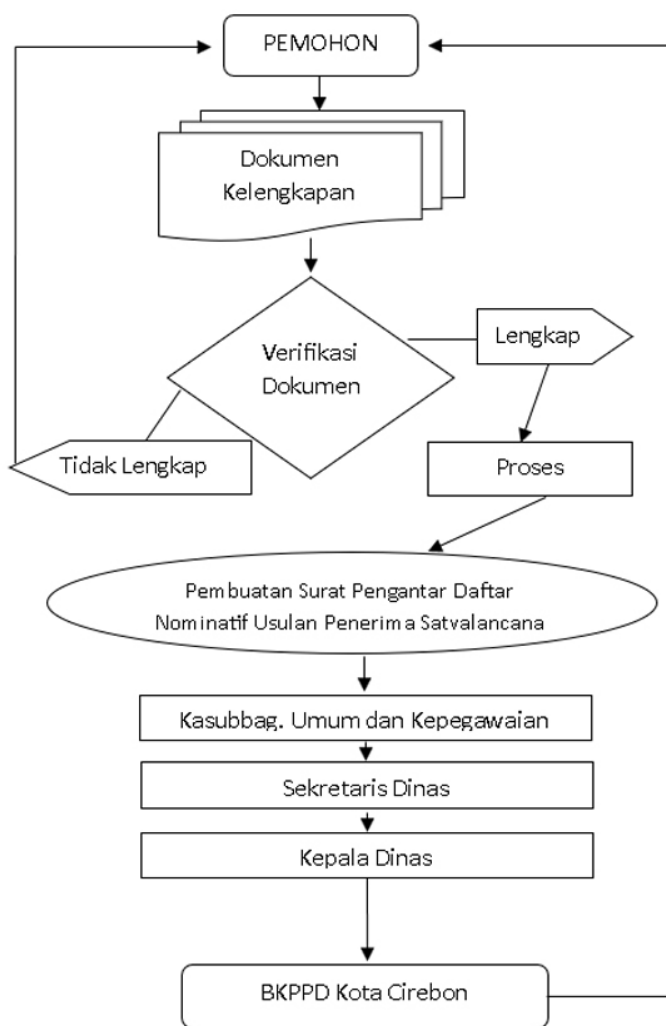 PEMOHON
Dokumen
Kelengkapan
Verifikasi
Dokumen
Lengkap
Tidak Lengkap
Proses
Pembuatan Surat Pengantar Daftar
Nominatif Usulan Penerima Satvalancana
Kasubbag. Umum dan Kepegawaian
Sekretaris Dinas
Kepala Dinas
BKPPD Kota Cirebon